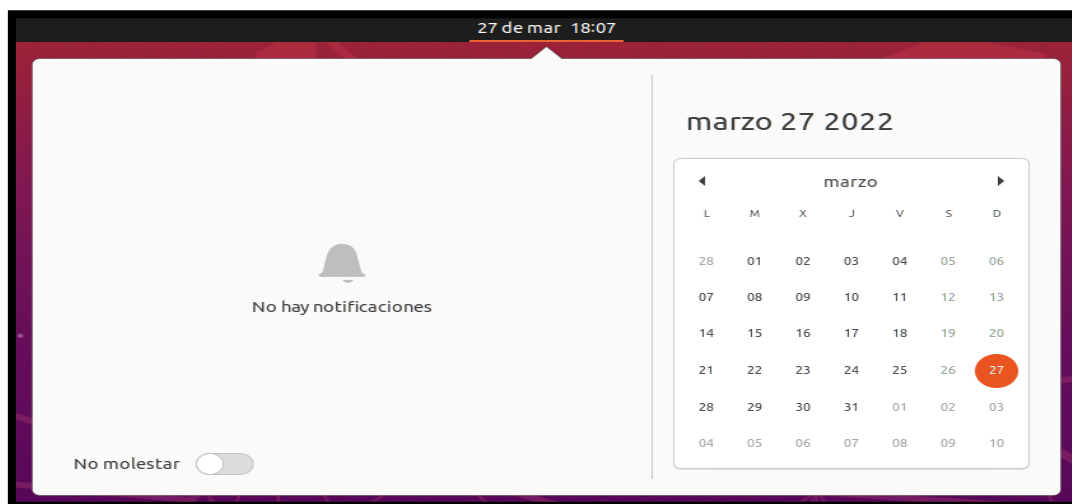 27 de mar 18:07
No hay notificaciones
No molestar
marzo 27 2022
marzo
L M X J V S D
28 01 02 03 04 05 06
07 08 09 10 11 12 13
14 15 16 17 18 19 20
21 22 23 24 25 26 27
28 29 30 31 01 02 03
04 05 06 07 08 09 10